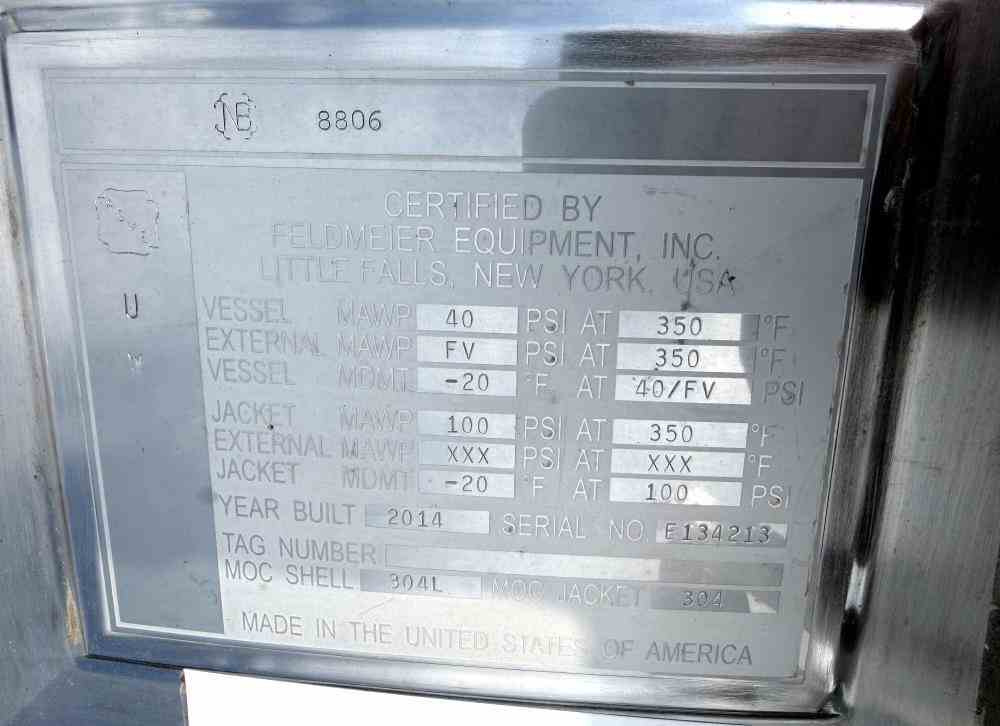 NB 8806
CERTIFIED BY
FELDMEIER EQUIPMENT, INC.
LITTLE FALLS, NEW YORK, USA
U
W
VESSEL MAWP 40 PSI AT 350 °F
EXTERNAL MAWP FV PSI AT 350 °F
VESSEL MDMT -20 °F AT 40/FV PSI
JACKET MAWP 100 PSI AT 350 °F
EXTERNAL MAWP XXX PSI AT XXX °F
JACKET MDMT -20 °F AT 100 PSI
YEAR BUILT 2014 SERIAL NO. E134213
TAG NUMBER
MOC SHELL 304L MOC JACKET 304
MADE IN THE UNITED STATES OF AMERICA